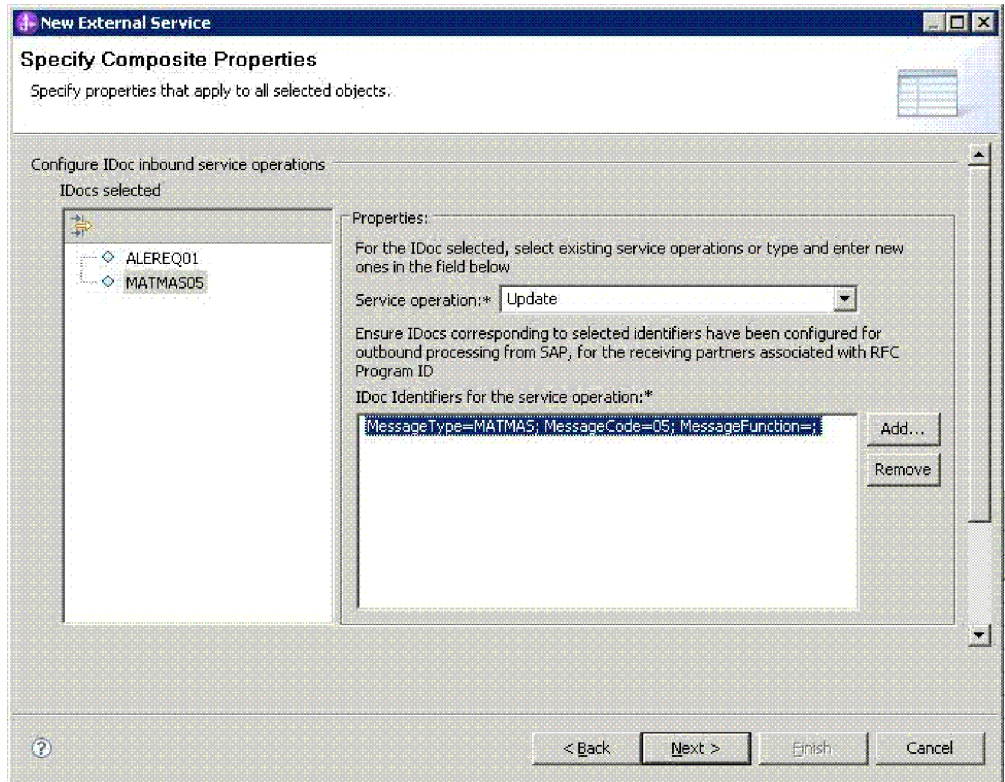 New External Service
Specify Composite Properties
Specify properties that apply to all selected objects.
Configure IDoc inbound service operations
IDocs selected
ALEREQ01
MATMAS05
Properties:
For the IDoc selected, select existing service operations or type and enter new
ones in the field below
Service operation:* Update
Ensure IDocs corresponding to selected identifiers have been configured for
outbound processing from SAP, for the receiving partners associated with RFC
Program ID
IDoc Identifiers for the service operation:*
MessageType=MATMAS; MessageCode=05; MessageFunction=;
Add...
Remove
< Back Next > Finish Cancel